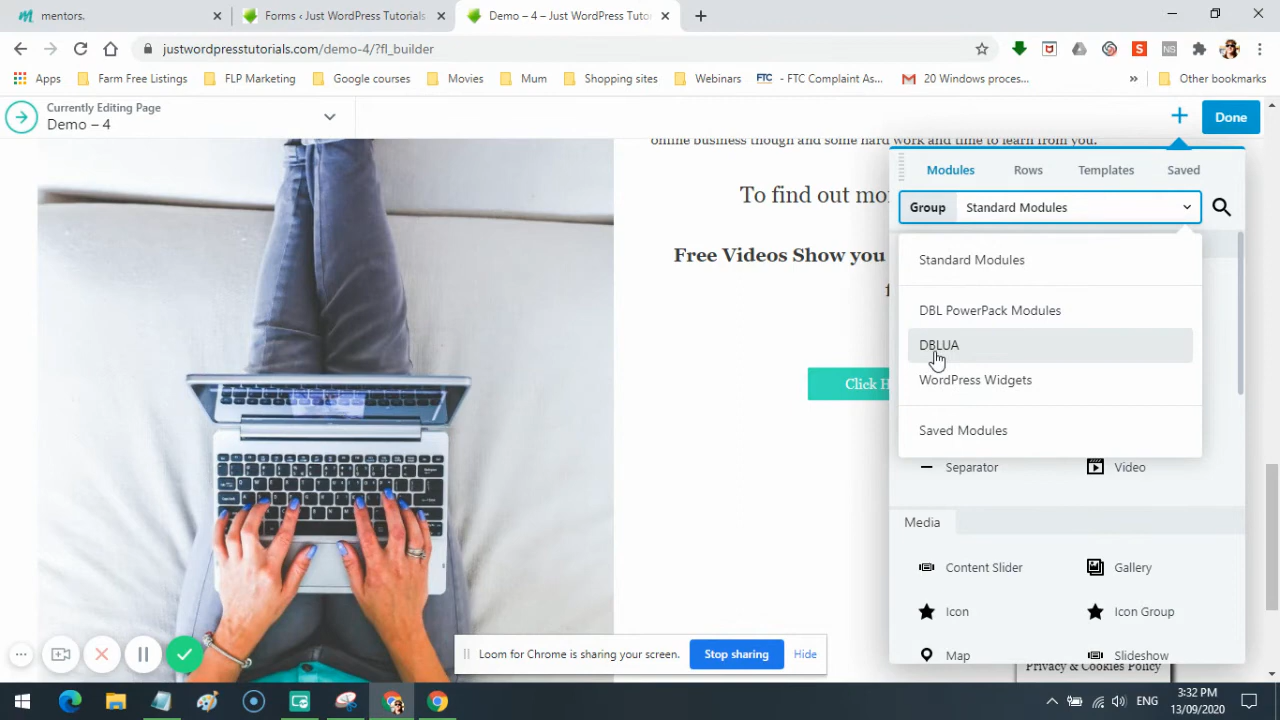 mentors.
Forms ‹ Just WordPress Tutorials
Demo – 4 – Just WordPress Tutor
justwordpresstutorials.com/demo-4/?fl_builder
Apps
Farm Free Listings
FLP Marketing
Google courses
Movies
Mum
Shopping sites
Webinars
FTC
- FTC Complaint As...
20 Windows proces...
»
Other bookmarks
Currently Editing Page
Demo – 4
Done
online business though and some hard work and time to learn from you.
To find out mo
Free Videos Show you
Click H
Modules
Rows
Templates
Saved
Group
Standard Modules
Standard Modules
DBL PowerPack Modules
DBLUA
WordPress Widgets
Saved Modules
Separator
Video
Media
Content Slider
Gallery
Icon
Icon Group
Map
Slideshow
Privacy & Cookies Policy
Loom for Chrome is sharing your screen.
Stop sharing
Hide
ENG
3:32 PM
13/09/2020